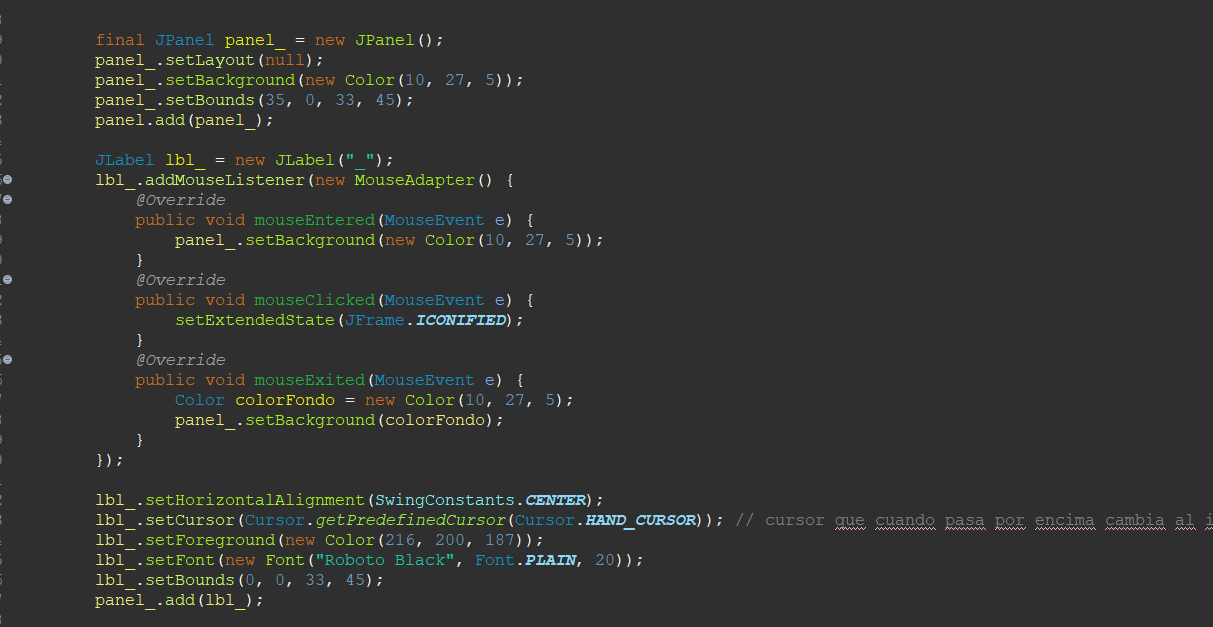 final JPanel panel_ = new JPanel();
panel_.setLayout(null);
panel_.setBackground(new Color(10, 27, 5));
panel_.setBounds(35, 0, 33, 45);
panel.add(panel_);
JLabel lbl_ = new JLabel("_");
lbl_.addMouseListener(new MouseAdapter() {
@Override
public void mouseEntered(MouseEvent e) {
panel_.setBackground(new Color(10, 27, 5));
}
@Override
public void mouseClicked(MouseEvent e) {
setExtendedState(JFrame.ICONIFIED);
}
@Override
public void mouseExited(MouseEvent e) {
Color colorFondo = new Color(10, 27, 5);
panel_.setBackground(colorFondo);
}
});
lbl_.setHorizontalAlignment(SwingConstants.CENTER);
lbl_.setCursor(Cursor.getPredefinedCursor(Cursor.HAND_CURSOR)); // cursor que cuando pasa por encima cambia al i
lbl_.setForeground(new Color(216, 200, 187));
lbl_.setFont(new Font("Roboto Black", Font.PLAIN, 20));
lbl_.setBounds(0, 0, 33, 45);
panel_.add(lbl_);